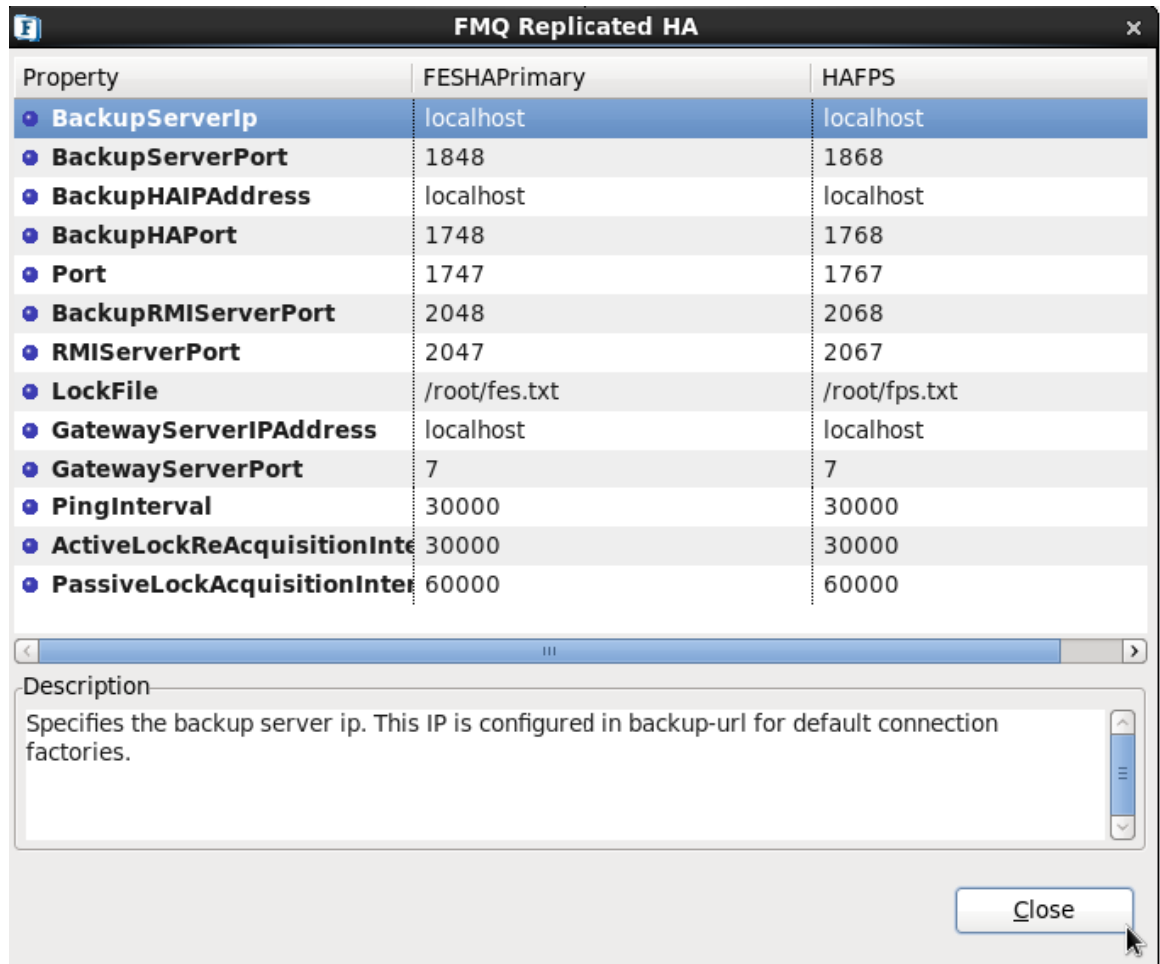 FMQ Replicated HA
Property FESHAPrimary HAFPS
BackupServerIp localhost localhost
BackupServerPort 1848 1868
BackupHAIPAddress localhost localhost
BackupHAPort 1748 1768
Port 1747 1767
BackupRMIServerPort 2048 2068
RMIServerPort 2047 2067
LockFile /root/fes.txt /root/fps.txt
GatewayServerIPAddress localhost localhost
GatewayServerPort 7 7
PingInterval 30000 30000
ActiveLockReAcquisitionInte 30000 30000
PassiveLockAcquisitionInter 60000 60000
Description
Specifies the backup server ip. This IP is configured in backup-url for default connection
factories.
Close